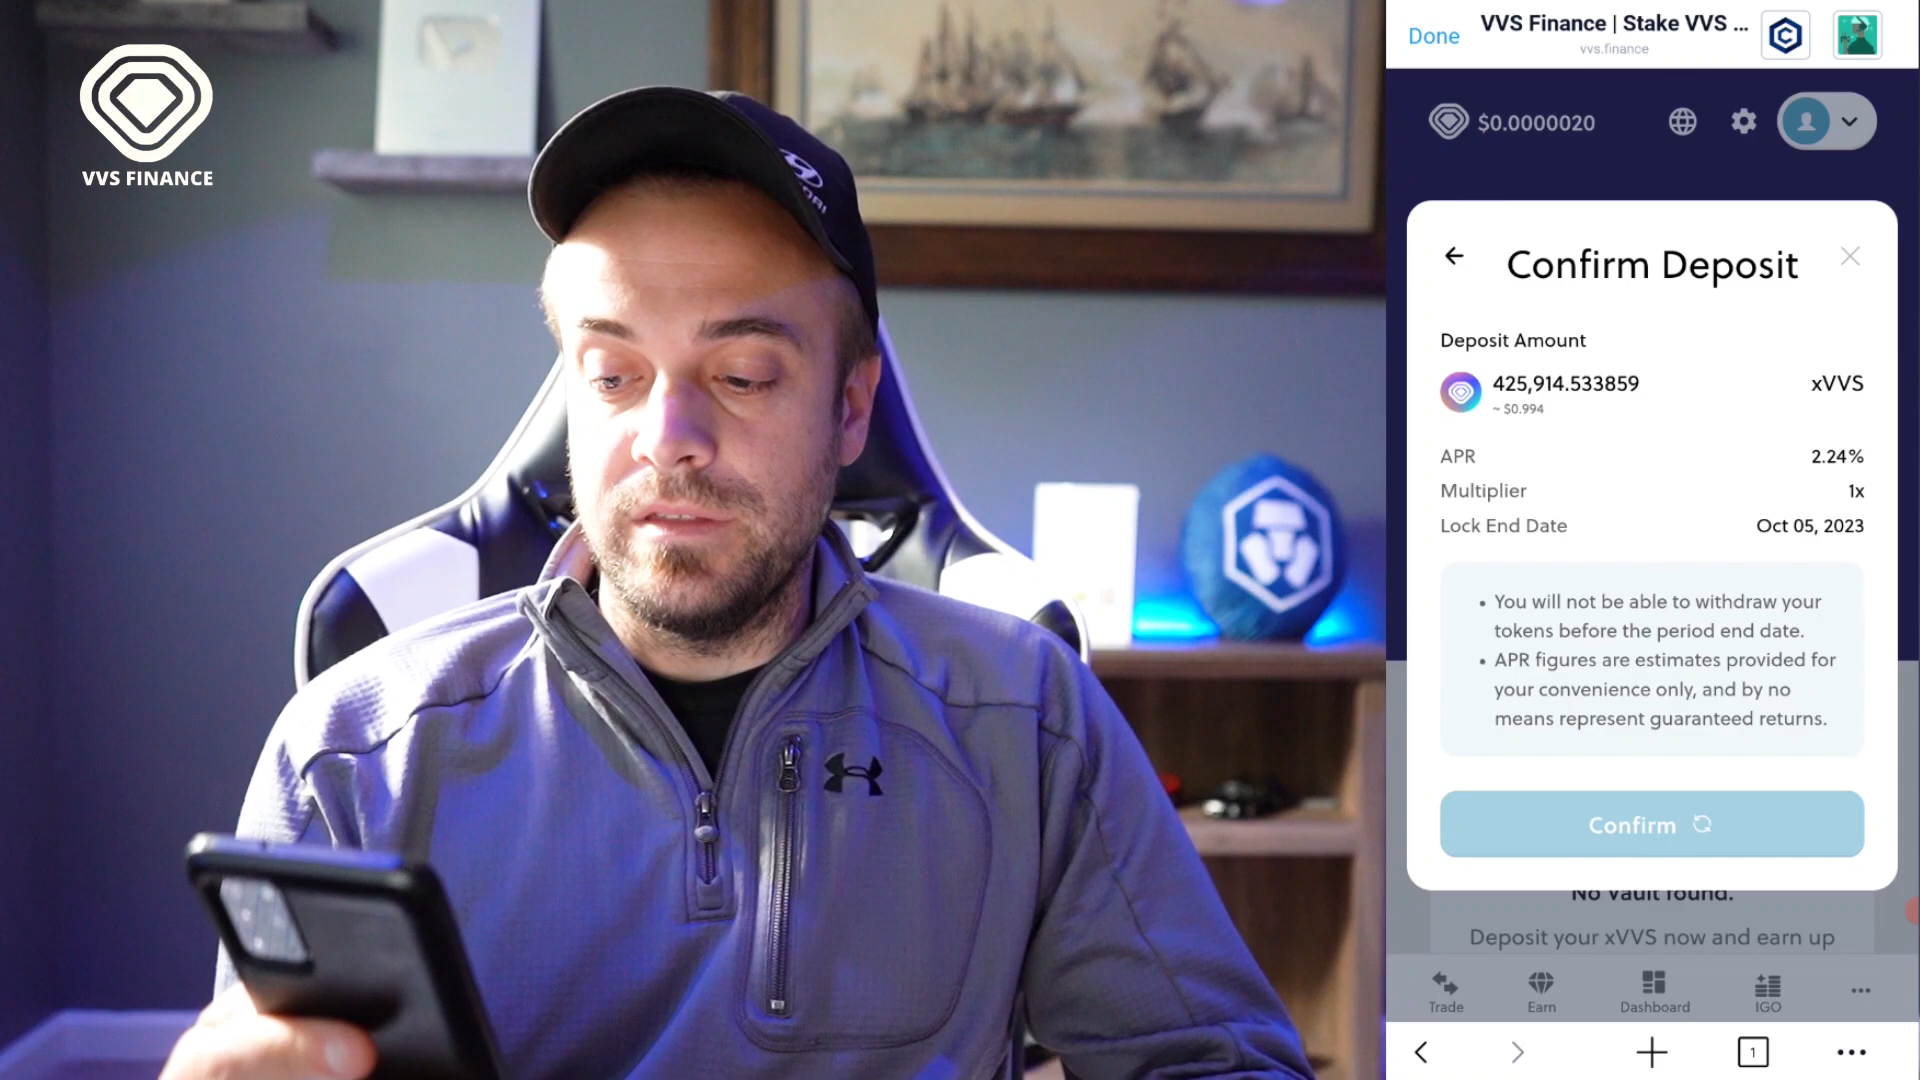 VVS FINANCE
Done
VVS Finance | Stake VVS ...
vvs.finance
$0.0000020
Confirm Deposit
Deposit Amount
425,914.533859 xVVS
~ $0.994
APR 2.24%
Multiplier 1x
Lock End Date Oct 05, 2023
• You will not be able to withdraw your
tokens before the period end date.
• APR figures are estimates provided for
your convenience only, and by no
means represent guaranteed returns.
Confirm
No Vault found.
Deposit your xVVS now and earn up
Trade Earn Dashboard IGO ...
1